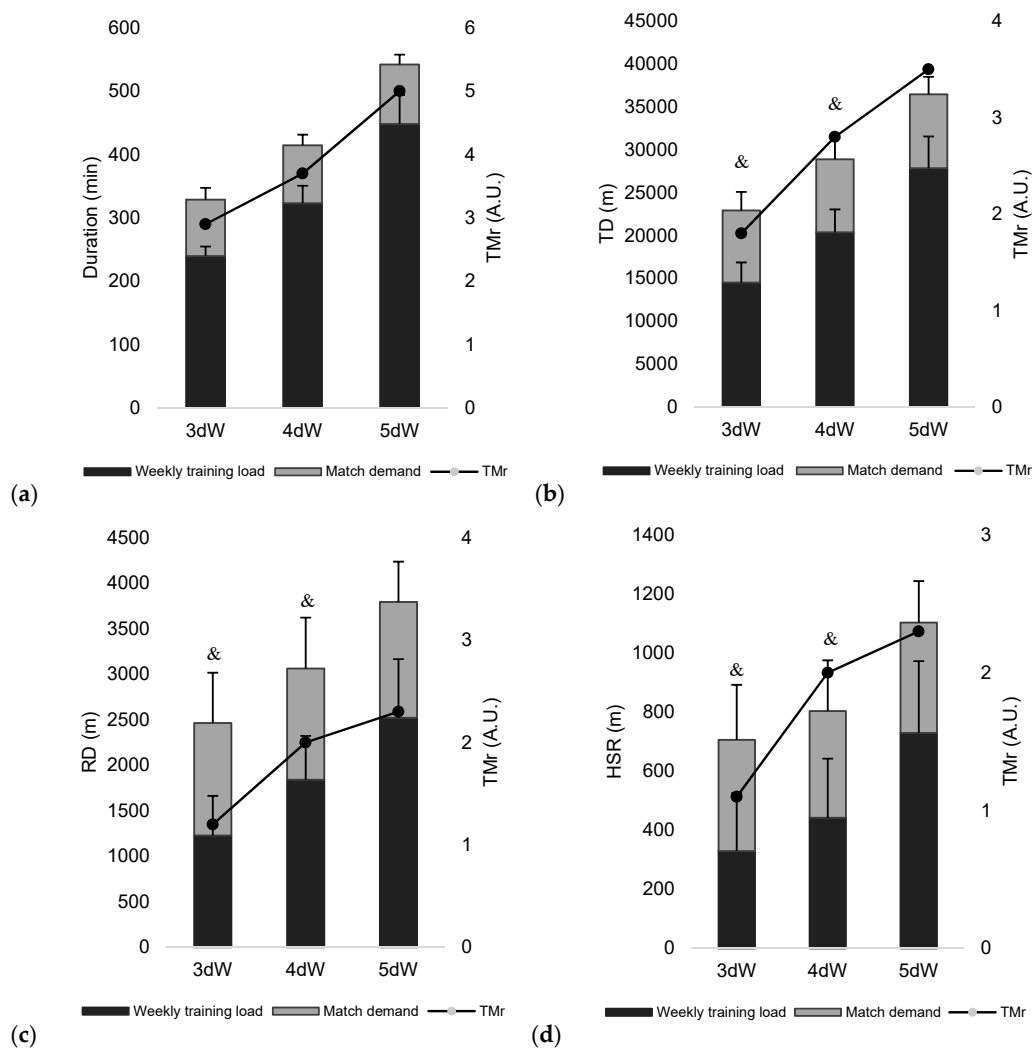 600
500
400
300
200
100
0
Duration (min)
6
5
4
3
2
1
0
TMr (A.U.)
3dW 4dW 5dW
Weekly training load Match demand TMr
(a)
45000
40000
35000
30000
25000
20000
15000
10000
5000
0
TD (m)
& &
4
3
2
1
0
TMr (A.U.)
3dW 4dW 5dW
Weekly training load Match demand TMr
(b)
4500
4000
3500
3000
2500
2000
1500
1000
500
0
RD (m)
& &
4
3
2
1
0
TMr (A.U.)
3dW 4dW 5dW
Weekly training load Match demand TMr
(c)
1400
1200
1000
800
600
400
200
0
HSR (m)
& &
3
2
1
0
TMr (A.U.)
3dW 4dW 5dW
Weekly training load Match demand TMr
(d)